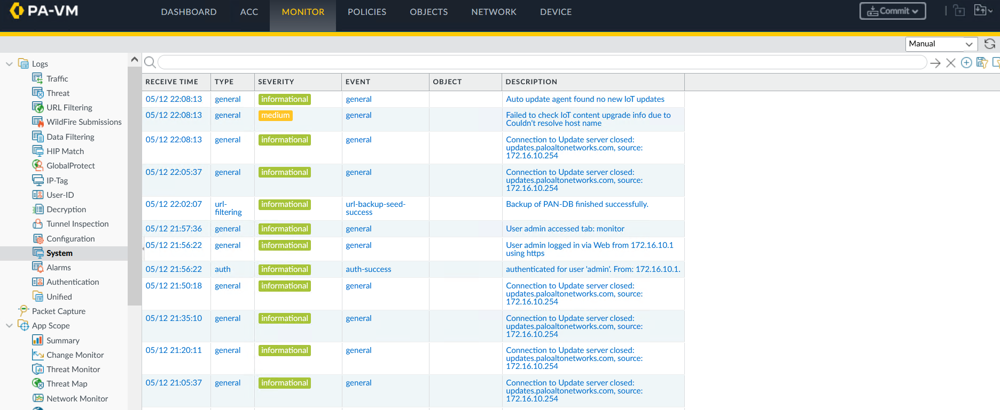 PA-VM
DASHBOARD
ACC
MONITOR
POLICIES
OBJECTS
NETWORK
DEVICE
Commit
Manual
Logs
Traffic
Threat
URL Filtering
WildFire Submissions
Data Filtering
HIP Match
GlobalProtect
IP-Tag
User-ID
Decryption
Tunnel Inspection
Configuration
System
Alarms
Authentication
Unified
Packet Capture
App Scope
Summary
Change Monitor
Threat Monitor
Threat Map
Network Monitor
RECEIVE TIME TYPE SEVERITY EVENT OBJECT DESCRIPTION
05/12 22:08:13 general informational general Auto update agent found no new IoT updates
05/12 22:08:13 general medium general Failed to check IoT content upgrade info due to
Couldn't resolve host name
05/12 22:08:13 general informational general Connection to Update server closed:
updates.paloaltonetworks.com, source:
172.16.10.254
05/12 22:05:37 general informational general Connection to Update server closed:
updates.paloaltonetworks.com, source:
172.16.10.254
05/12 22:02:07 url- informational url-backup-seed- Backup of PAN-DB finished successfully.
filtering success
05/12 21:57:36 general informational general User admin accessed tab: monitor
05/12 21:56:22 general informational general User admin logged in via Web from 172.16.10.1
using https
05/12 21:56:22 auth informational auth-success authenticated for user 'admin'. From: 172.16.10.1.
05/12 21:50:18 general informational general Connection to Update server closed:
updates.paloaltonetworks.com, source:
172.16.10.254
05/12 21:35:10 general informational general Connection to Update server closed:
updates.paloaltonetworks.com, source:
172.16.10.254
05/12 21:20:11 general informational general Connection to Update server closed:
updates.paloaltonetworks.com, source:
172.16.10.254
05/12 21:05:37 general informational general Connection to Update server closed:
updates.paloaltonetworks.com, source:
172.16.10.254